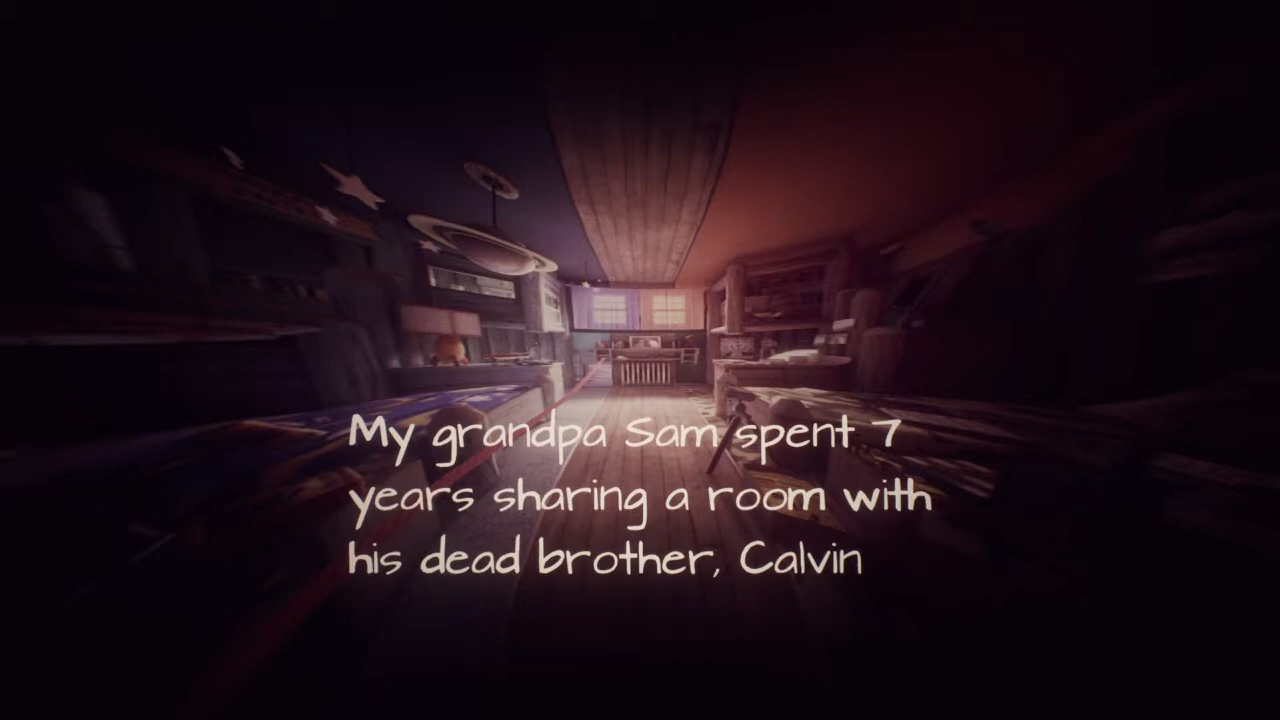 My grandpa Sam spent 7
years sharing a room with
his dead brother, Calvin